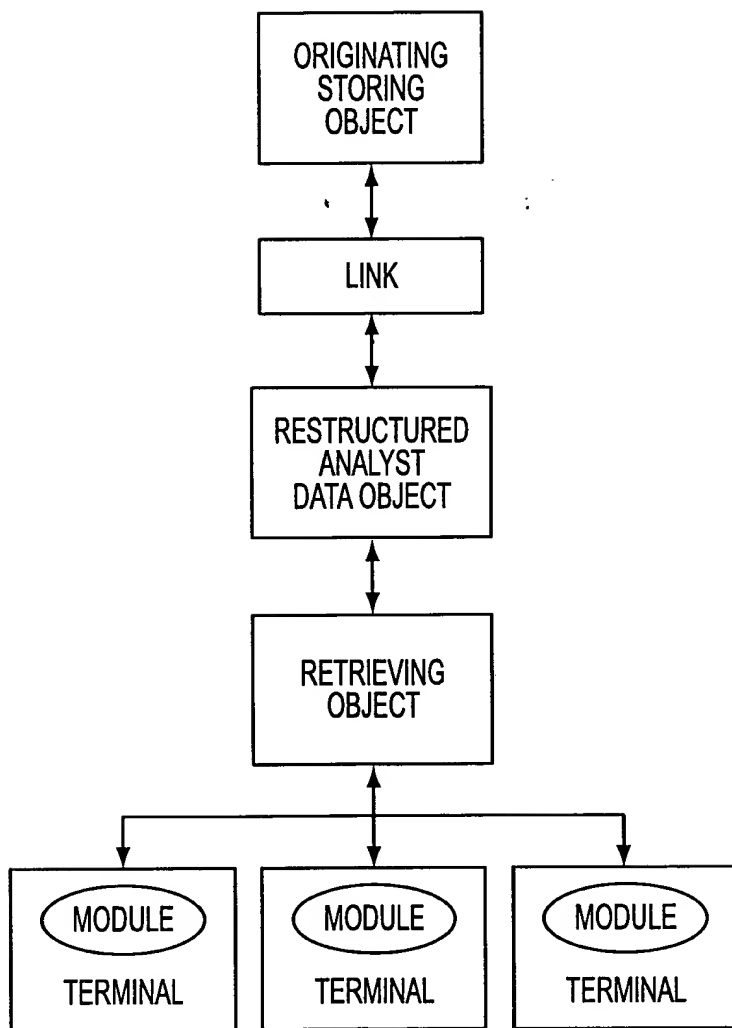 ORIGINATING
STORING
OBJECT
LINK
RESTRUCTURED
ANALYST
DATA OBJECT
RETRIEVING
OBJECT
MODULE
TERMINAL
MODULE
TERMINAL
MODULE
TERMINAL